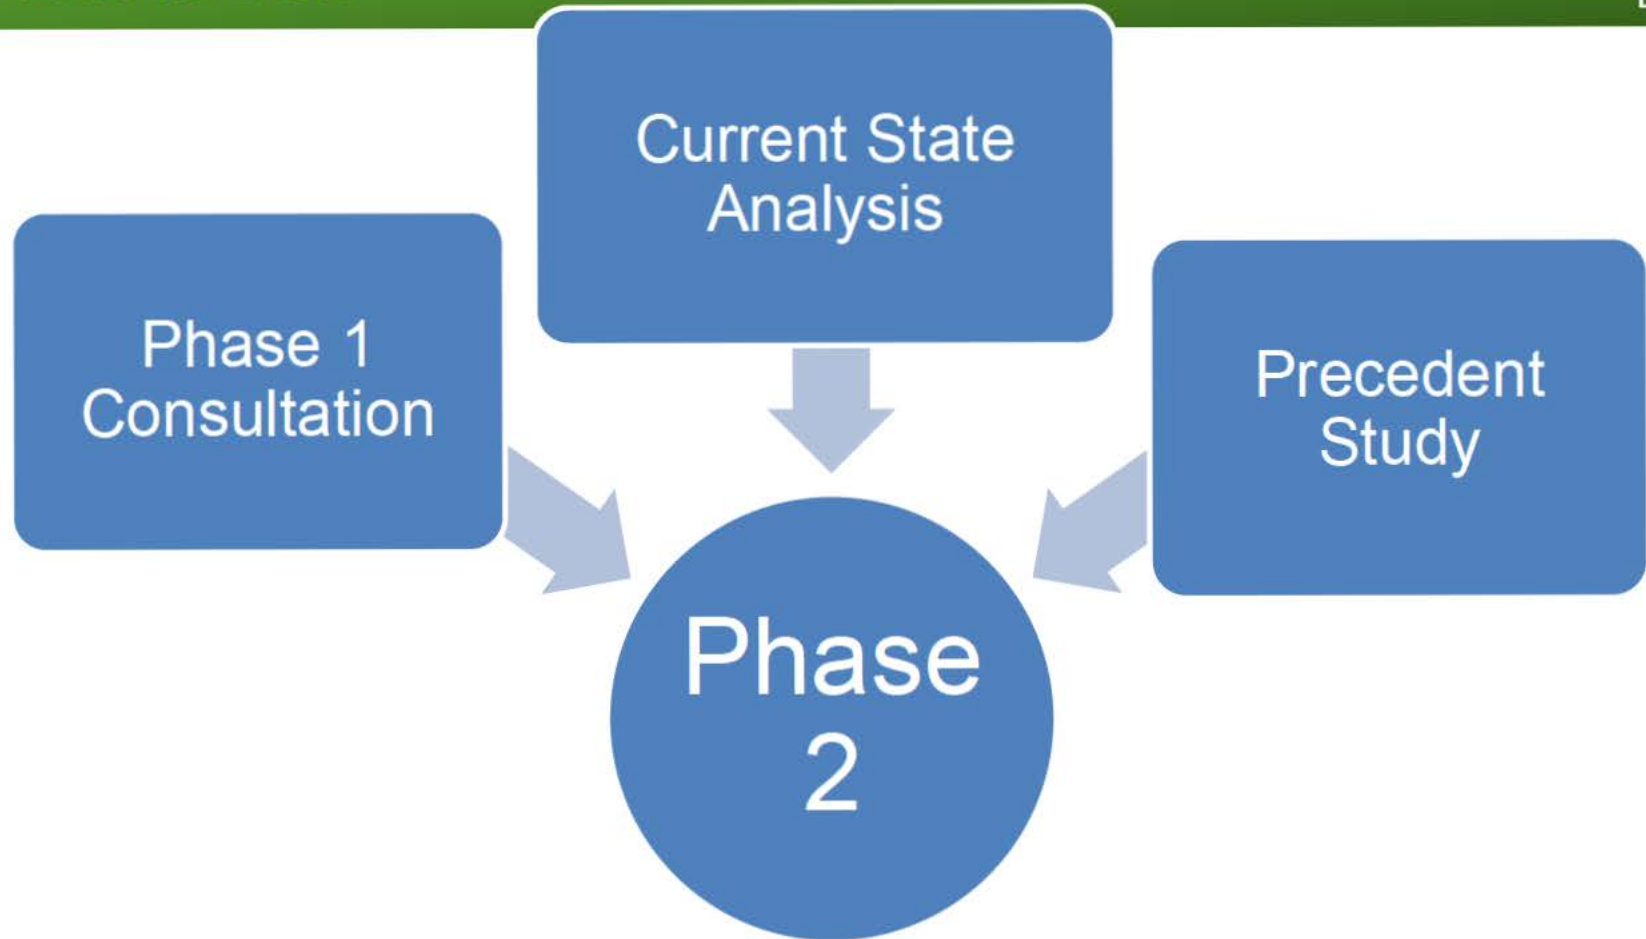 Current State
Analysis
Phase 1
Consultation
Precedent
Study
Phase
2